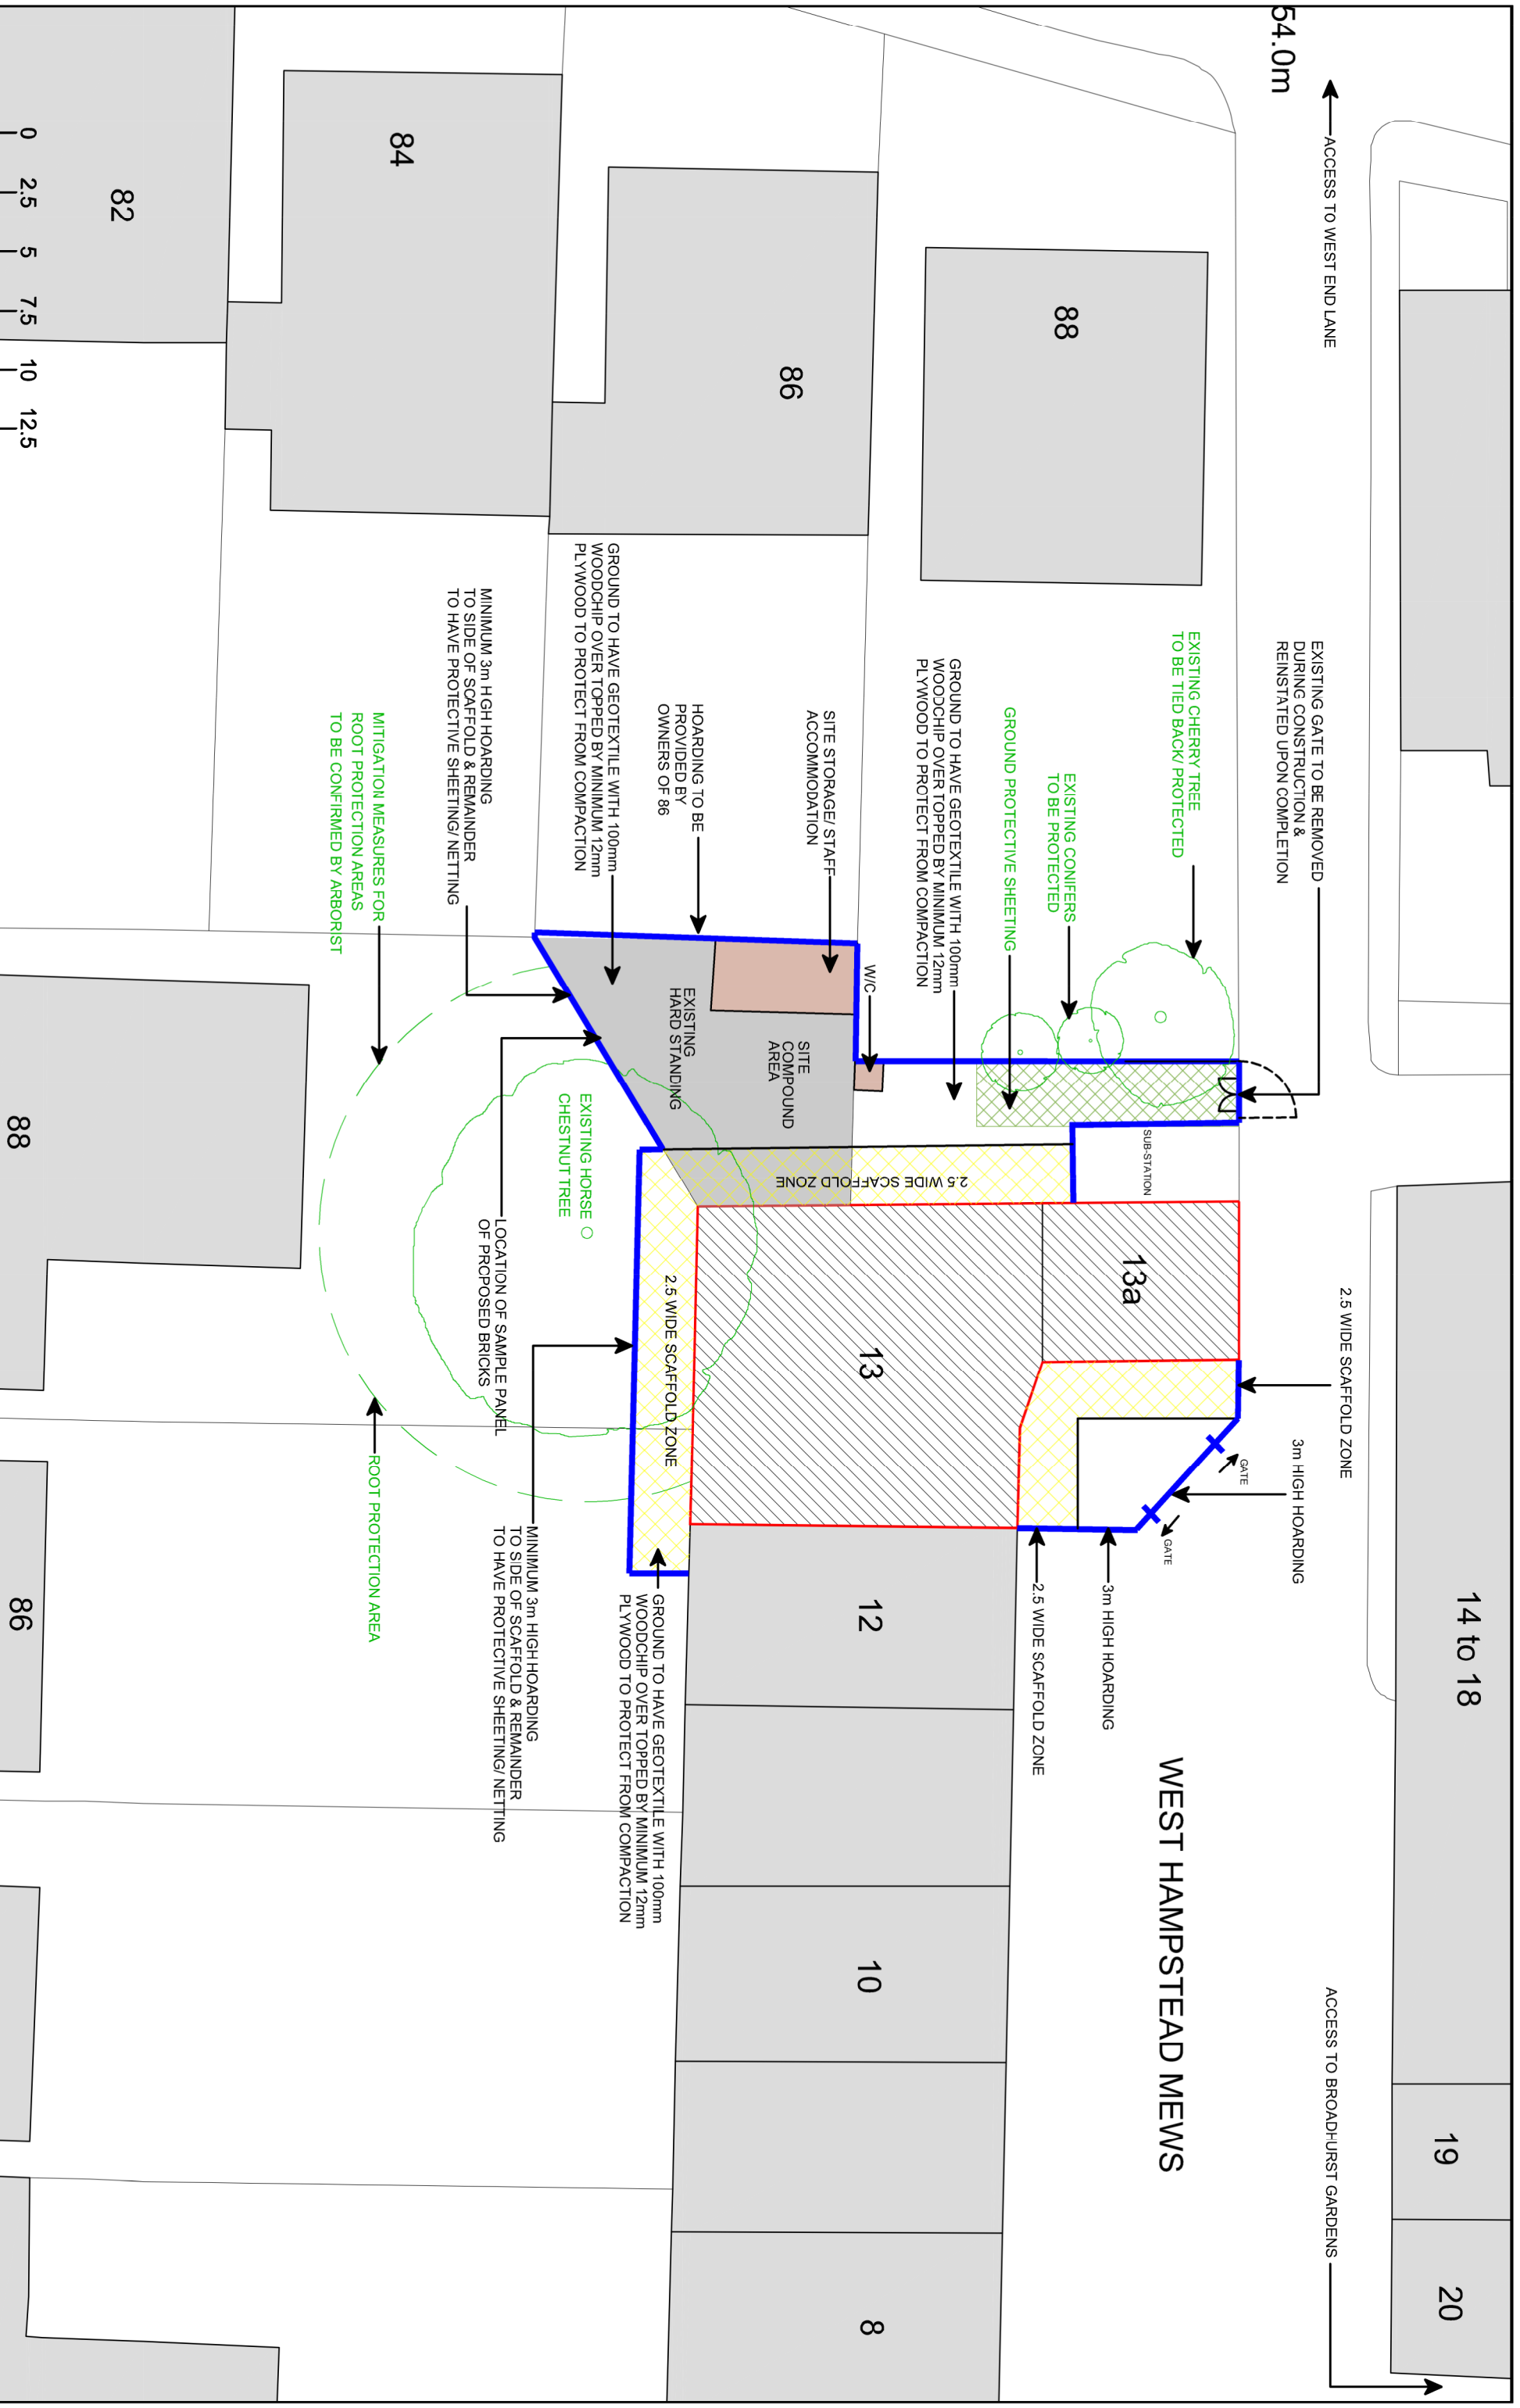 54.0m
ACCESS TO WEST END LANE
ACCESS TO BROADHURST GARDENS
14 to 18
19
20
WEST HAMPSTEAD MEWS
EXISTING GATE TO BE REMOVED
DURING CONSTRUCTION &
REINSTATED UPON COMPLETION
2.5 WIDE SCAFFOLD ZONE
3m HIGH HOARDING
GATE
GATE
3m HIGH HOARDING
2.5 WIDE SCAFFOLD ZONE
EXISTING CHERRY TREE
TO BE TIED BACK/ PROTECTED
EXISTING CONIFERS
TO BE PROTECTED
GROUND PROTECTIVE SHEETING
GROUND TO HAVE GEOTEXTILE WITH 100mm
WOODCHIP OVER TOPPED BY MINIMUM 12mm
PLYWOOD TO PROTECT FROM COMPACTION
88
SUB-STATION
13a
W/C
SITE STORAGE/ STAFF
ACCOMMODATION
86
SITE
COMPOUND
AREA
2.5 WIDE SCAFFOLD ZONE
13
12
10
8
HOARDING TO BE
PROVIDED BY
OWNERS OF 86
EXISTING
HARD STANDING
GROUND TO HAVE GEOTEXTILE WITH 100mm
WOODCHIP OVER TOPPED BY MINIMUM 12mm
PLYWOOD TO PROTECT FROM COMPACTION
2.5 WIDE SCAFFOLD ZONE
GROUND TO HAVE GEOTEXTILE WITH 100mm
WOODCHIP OVER TOPPED BY MINIMUM 12mm
PLYWOOD TO PROTECT FROM COMPACTION
EXISTING HORSE
CHESTNUT TREE
MINIMUM 3m HIGH HOARDING
TO SIDE OF SCAFFOLD & REMAINDER
TO HAVE PROTECTIVE SHEETING/ NETTING
LOCATION OF SAMPLE PANEL
OF PROPOSED BRICKS
MINIMUM 3m HIGH HOARDING
TO SIDE OF SCAFFOLD & REMAINDER
TO HAVE PROTECTIVE SHEETING/ NETTING
84
MITIGATION MEASURES FOR
ROOT PROTECTION AREAS
TO BE CONFIRMED BY ARBORIST
ROOT PROTECTION AREA
82
88
86
0
2.5
5
7.5
10
12.5